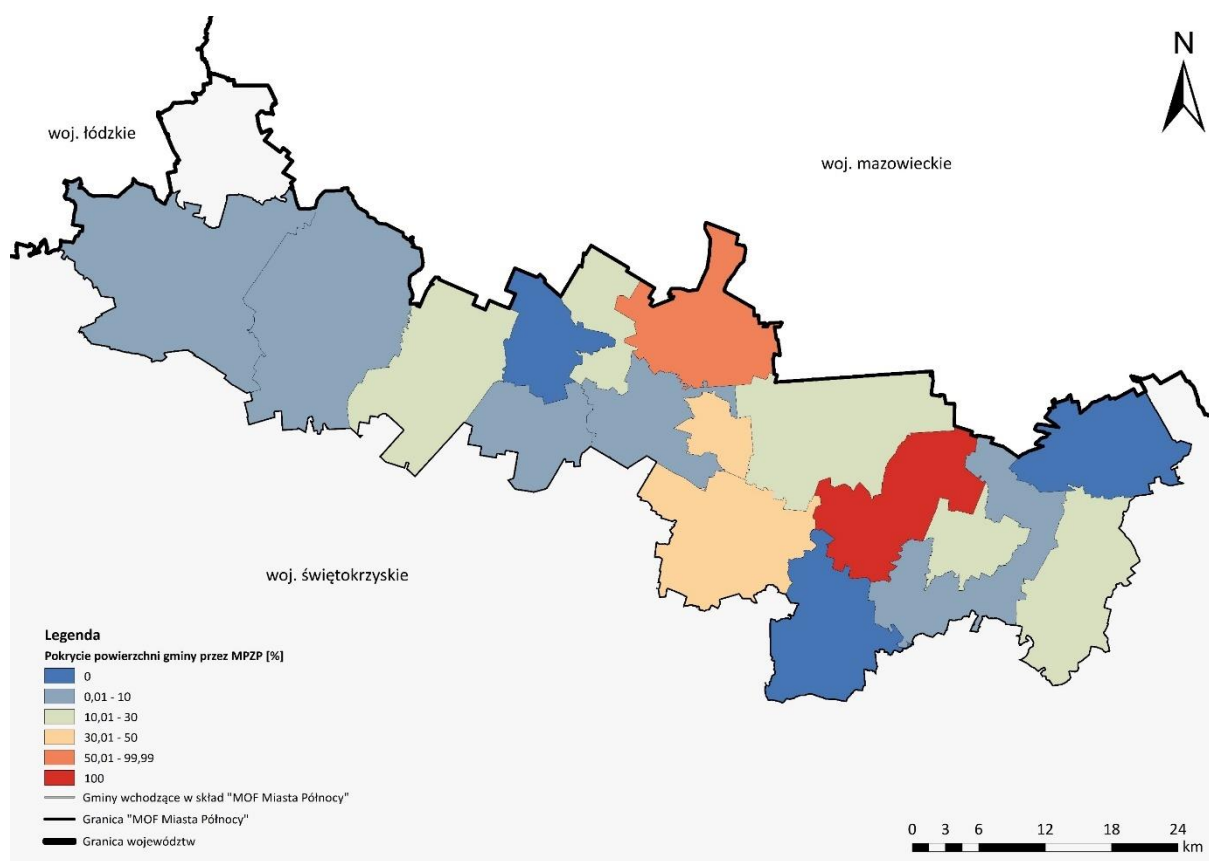 N
woj. łódzkie
woj. mazowieckie
woj. świętokrzyskie
Legenda
Pokrycie powierzchni gminy przez MPZP [%]
0
0,01 - 10
10,01 - 30
30,01 - 50
50,01 - 99,99
100
Gminy wchodzące w skład "MOF Miasta Północy"
Granica "MOF Miasta Północy"
Granica województw
0 3 6 12 18 24
km